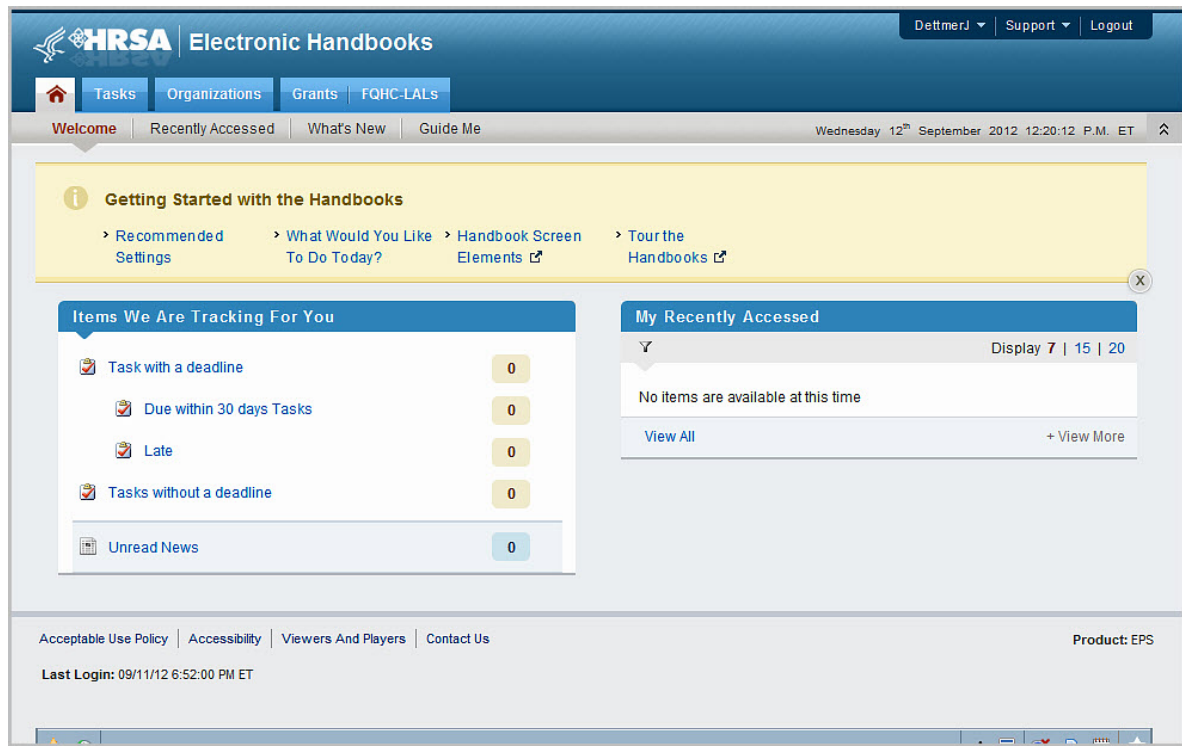 HRSA Electronic Handbooks
DettmerJ Support Logout
Tasks Organizations Grants FQHC-LALs
Welcome Recently Accessed What's New Guide Me
Wednesday 12th September 2012 12:20:12 P.M. ET
Getting Started with the Handbooks
Recommended Settings
What Would You Like To Do Today?
Handbook Screen Elements
Tour the Handbooks
X
Items We Are Tracking For You
Task with a deadline 0
Due within 30 days Tasks 0
Late 0
Tasks without a deadline 0
Unread News 0
My Recently Accessed
Display 7 | 15 | 20
No items are available at this time
View All + View More
Acceptable Use Policy Accessibility Viewers And Players Contact Us
Product: EPS
Last Login: 09/11/12 6:52:00 PM ET